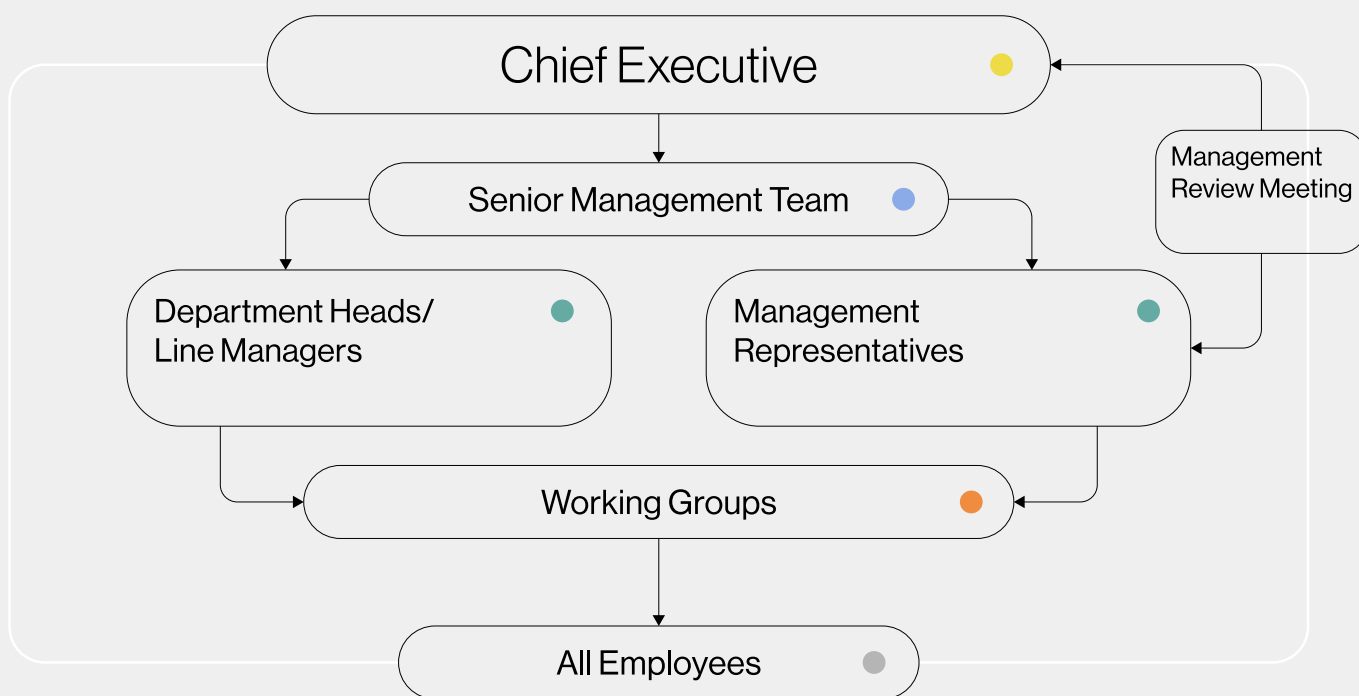 Chief Executive
Management
Review Meeting
Senior Management Team
Department Heads/
Line Managers
Management
Representatives
Working Groups
All Employees